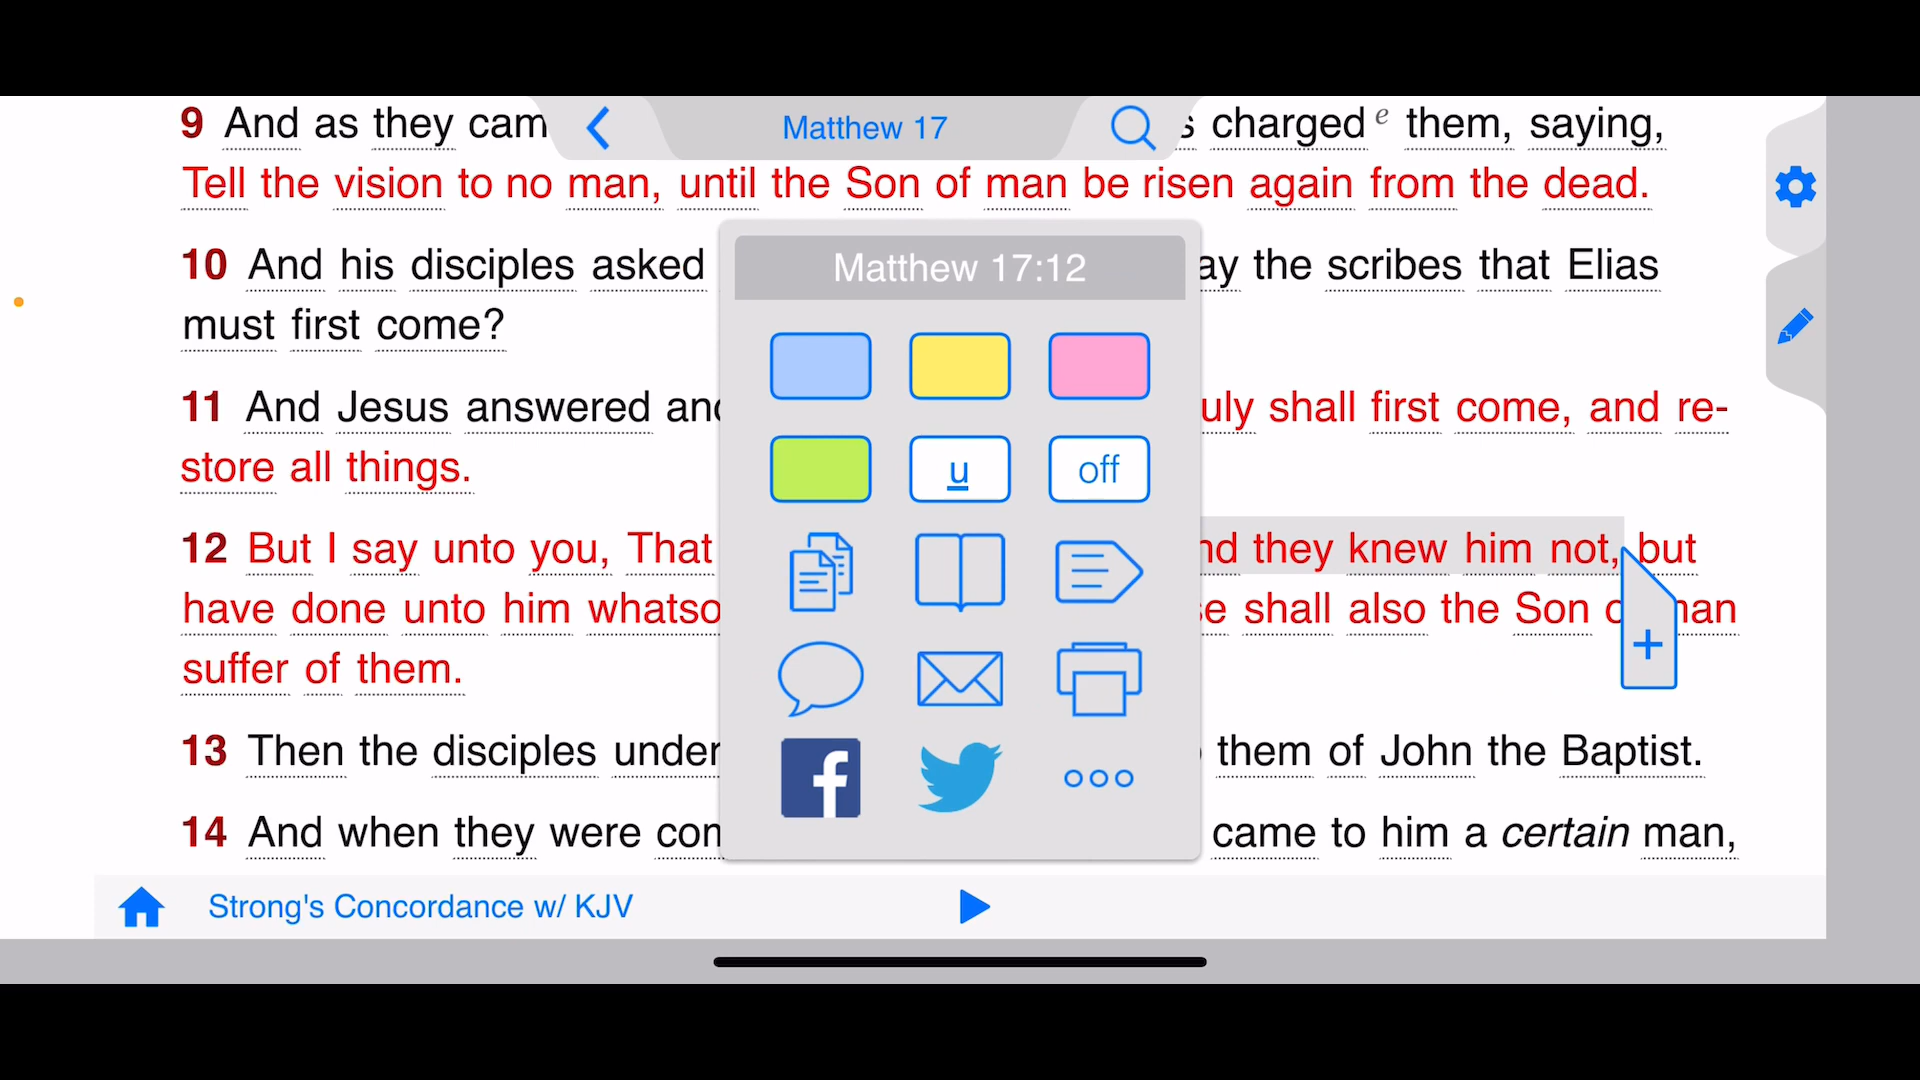 9 And as they cam
Matthew 17
charged e them, saying,
Tell the vision to no man, until the Son of man be risen again from the dead.
10 And his disciples asked
ay the scribes that Elias
must first come?
Matthew 17:12
11 And Jesus answered and
uly shall first come, and re-
store all things.
u
off
12 But I say unto you, That
nd they knew him not, but
have done unto him whatso
se shall also the Son o man
suffer of them.
13 Then the disciples under
them of John the Baptist.
14 And when they were com
came to him a certain man,
Strong's Concordance w/ KJV